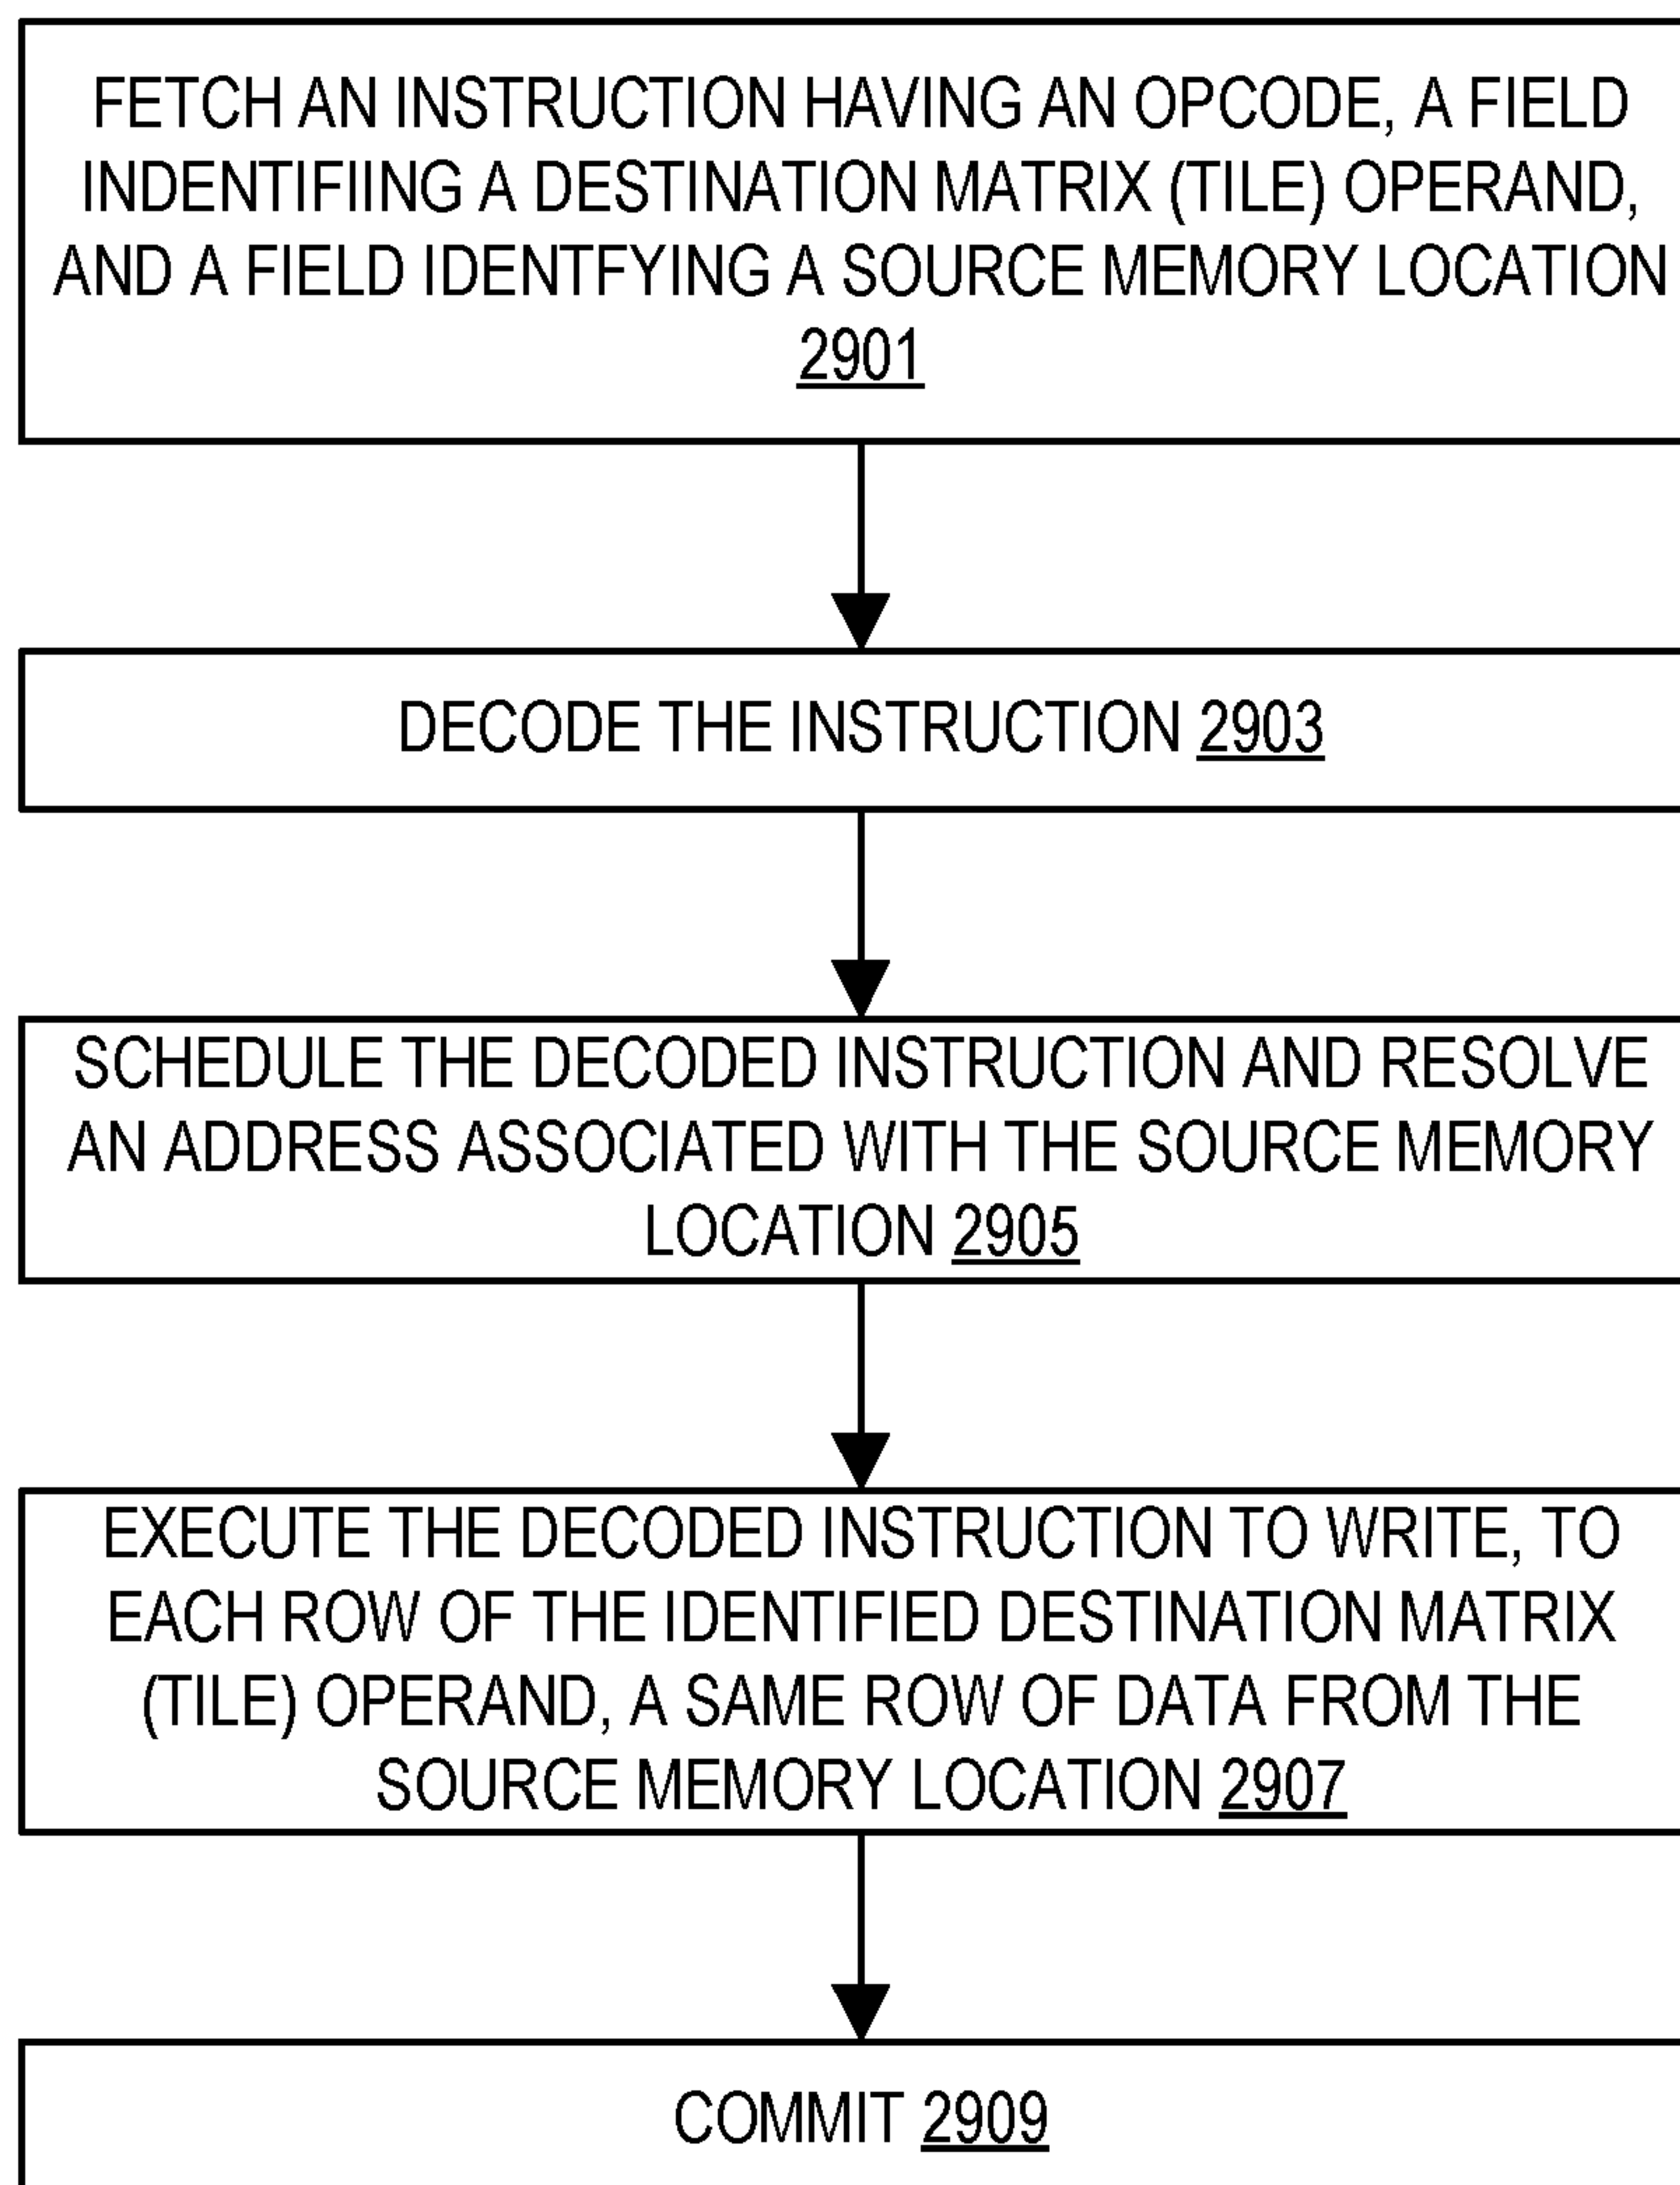 FETCH AN INSTRUCTION HAVING AN OPCODE, A FIELD
INDENTIFIING A DESTINATION MATRIX (TILE) OPERAND,
AND A FIELD IDENTFYING A SOURCE MEMORY LOCATION
2901
DECODE THE INSTRUCTION 2903
SCHEDULE THE DECODED INSTRUCTION AND RESOLVE
AN ADDRESS ASSOCIATED WITH THE SOURCE MEMORY
LOCATION 2905
EXECUTE THE DECODED INSTRUCTION TO WRITE, TO
EACH ROW OF THE IDENTIFIED DESTINATION MATRIX
(TILE) OPERAND, A SAME ROW OF DATA FROM THE
SOURCE MEMORY LOCATION 2907
COMMIT 2909